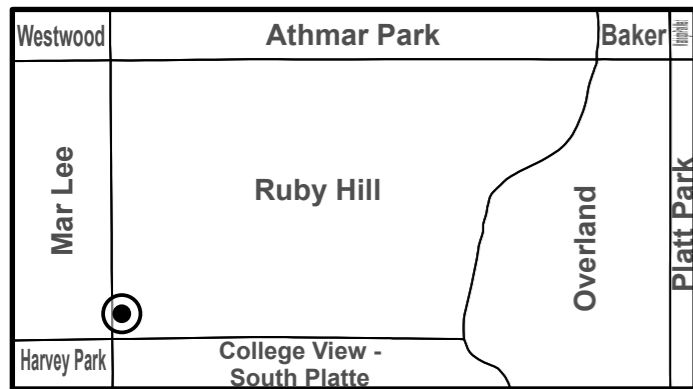 Westwood
Athmar Park
Baker
Mar Lee
Ruby Hill
Overland
Platt Park
Harvey Park
College View -
South Platte